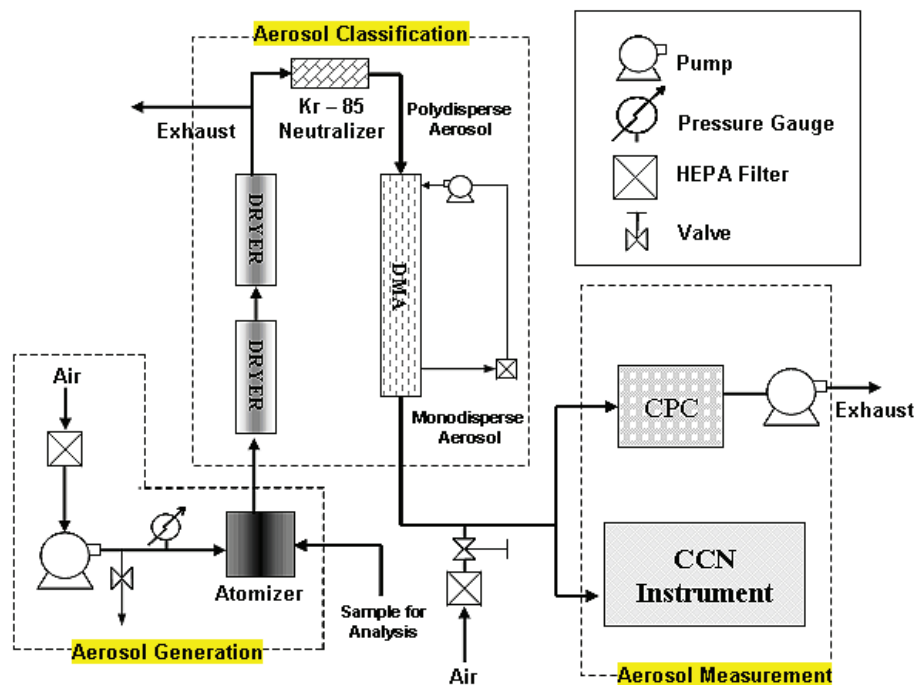 Aerosol Classification
Kr – 85
Neutralizer
Exhaust
Polydisperse
Aerosol
DRYER
DRYER
DMA
Monodisperse
Aerosol
Pump
Pressure Gauge
HEPA Filter
Valve
Air
Atomizer
Sample for
Analysis
Aerosol Generation
Air
CPC
Exhaust
CCN
Instrument
Aerosol Measurement